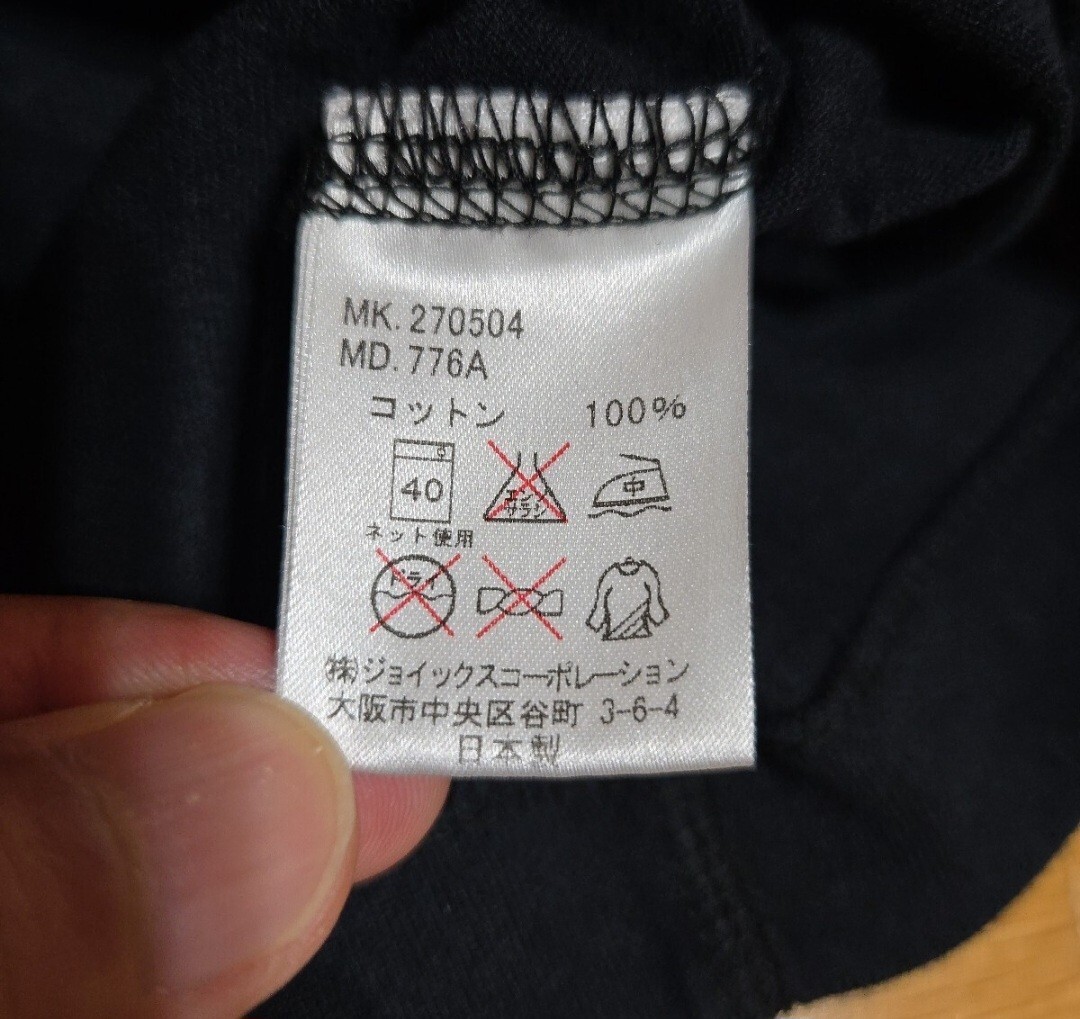 MK. 270504
MD. 776A
コットン 100%
40
エンソ
サラシ
中
ネット使用
ドライ
㈱ジョイックスコーポレーション
大阪市中央区谷町 3-6-4
日本製